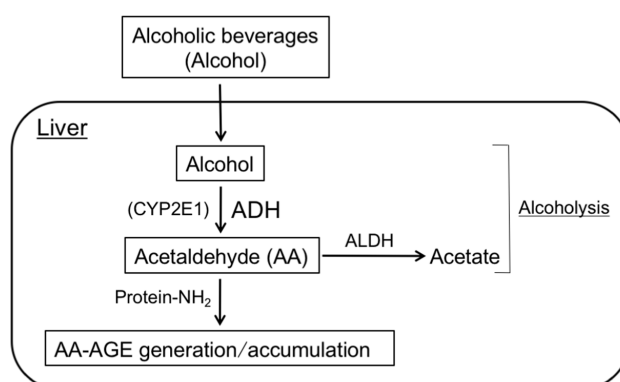 Alcoholic beverages
(Alcohol)
Liver
Alcohol
(CYP2E1) ADH
Alcoholysis
Acetaldehyde (AA)
ALDH
Acetate
Protein-NH₂
AA-AGE generation/accumulation